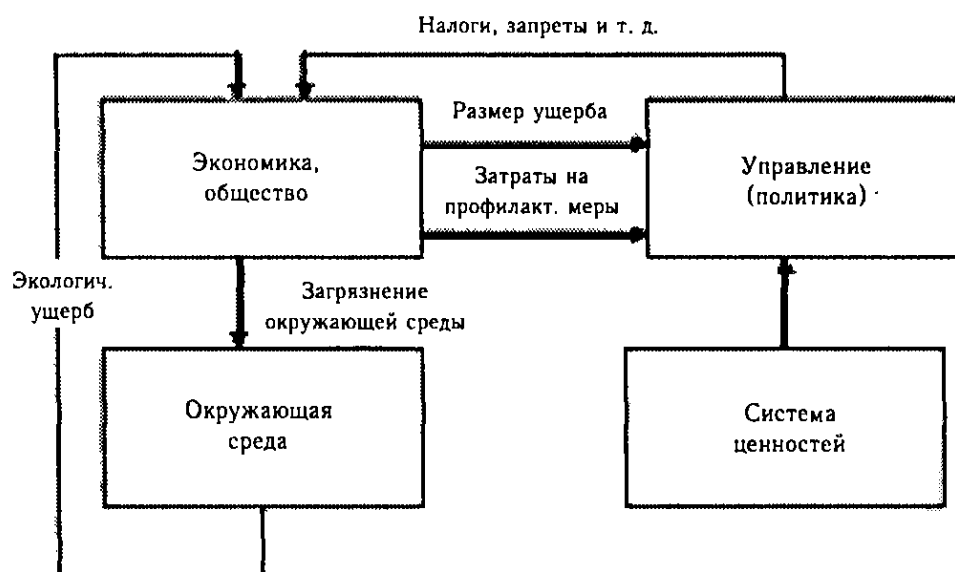 Налоги, запреты и т. д.
Экономика,
общество
Размер ущерба
Затраты на
профилакт. меры
Управление
(политика)
Экологич.
ущерб
Загрязнение
окружающей среды
Окружающая
среда
Система
ценностей